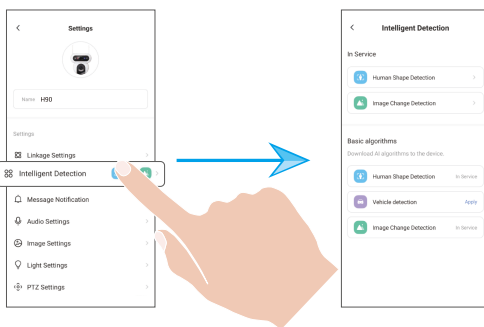 Settings
Name H90
Settings
Linkage Settings
Intelligent Detection
Message Notification
Audio Settings
Image Settings
Light Settings
PTZ Settings
Intelligent Detection
In Service
Human Shape Detection
Image Change Detection
Basic algorithms
Download AI algorithms to the device.
Human Shape Detection In Service
Vehicle detection Apply
Image Change Detection In Service